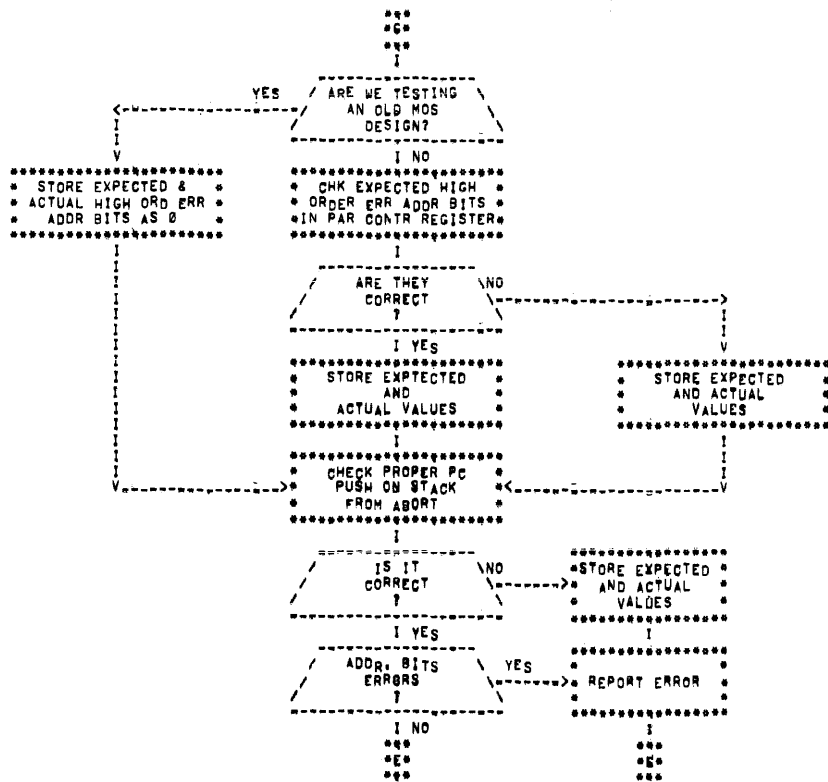 C
YES
ARE WE TESTING
AN OLD MOS
DESIGN?
NO
STORE EXPECTED &
ACTUAL HIGH ORD ERR
ADDR BITS AS 0
CHK EXPECTED HIGH
ORDER ERR ADDR BITS
IN PAR CONTR REGISTER
ARE THEY
CORRECT
?
NO
YES
STORE EXPTECTED
AND
ACTUAL VALUES
STORE EXPECTED
AND ACTUAL
VALUES
CHECK PROPER PC
PUSH ON STACK
FROM ABORT
IS IT
CORRECT
?
NO
STORE EXPECTED
AND ACTUAL
VALUES
YES
ADDR. BITS
ERRORS
?
YES
REPORT ERROR
NO
E